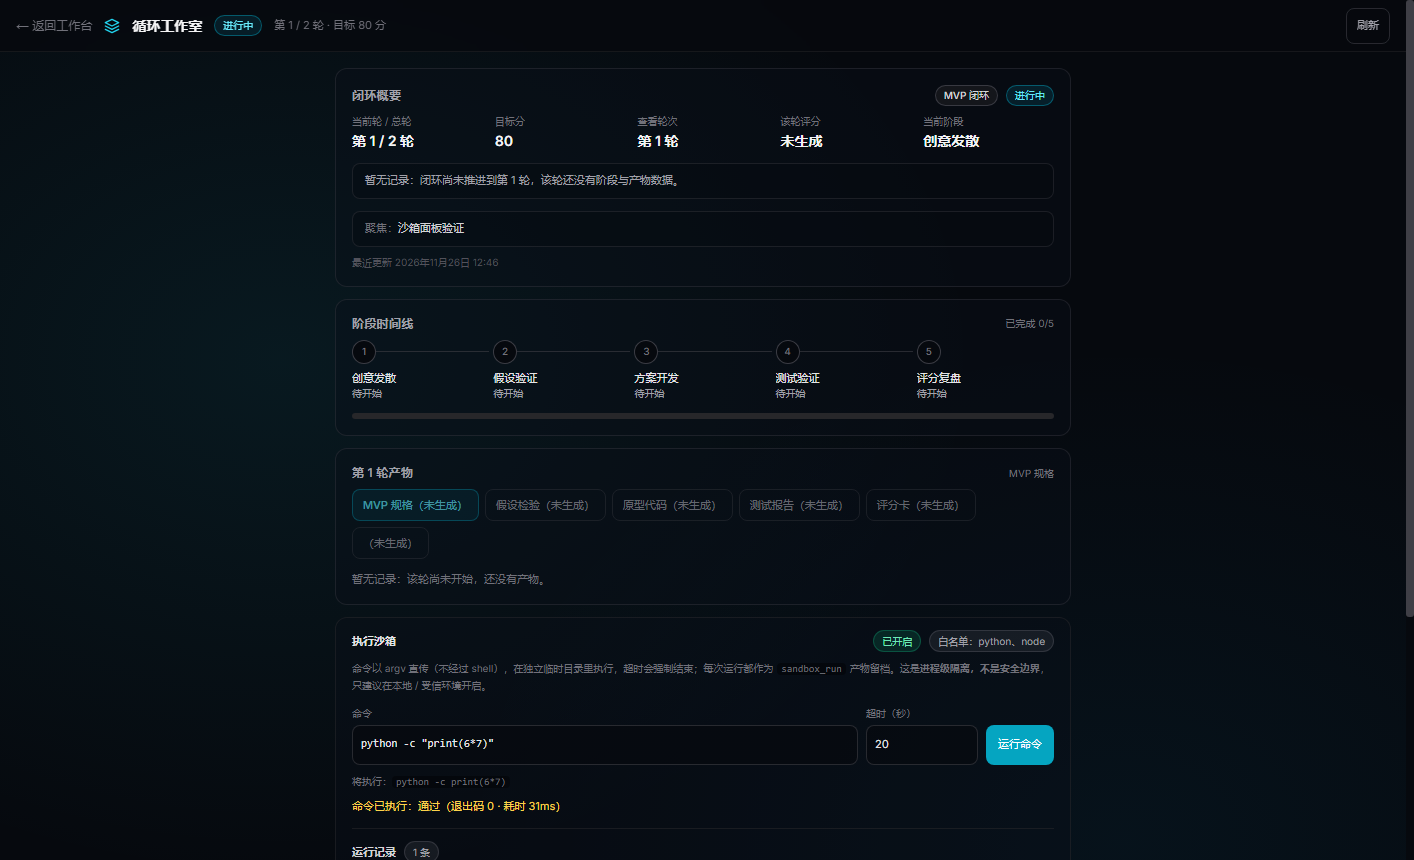 ← 返回工作台 循环工作室 进行中 第 1 / 2 轮 · 目标 80 分 刷新
闭环概要 MVP 闭环 进行中
当前轮 / 总轮 目标分 查看轮次 该轮评分 当前阶段
第 1 / 2 轮 80 第 1 轮 未生成 创意发散
暂无记录：闭环尚未推进到第 1 轮，该轮还没有阶段与产物数据。
聚焦：沙箱面板验证
最近更新 2026年11月26日 12:46
阶段时间线 已完成 0/5
1 2 3 4 5
创意发散 假设验证 方案开发 测试验证 评分复盘
待开始 待开始 待开始 待开始 待开始
第 1 轮产物 MVP 规格
MVP 规格（未生成） 假设检验（未生成） 原型代码（未生成） 测试报告（未生成） 评分卡（未生成）
（未生成）
暂无记录：该轮尚未开始，还没有产物。
执行沙箱 已开启 白名单：python、node
命令以 argv 直传（不经过 shell），在独立临时目录里执行，超时会强制结束；每次运行都作为 sandbox_run 产物留档。这是进程级隔离，不是安全边界，
只建议在本地 / 受信环境开启。
命令 超时（秒）
python -c "print(6*7)" 20 运行命令
将执行： python -c print(6*7)
命令已执行：通过（退出码 0 · 耗时 31ms）
运行记录 1 条